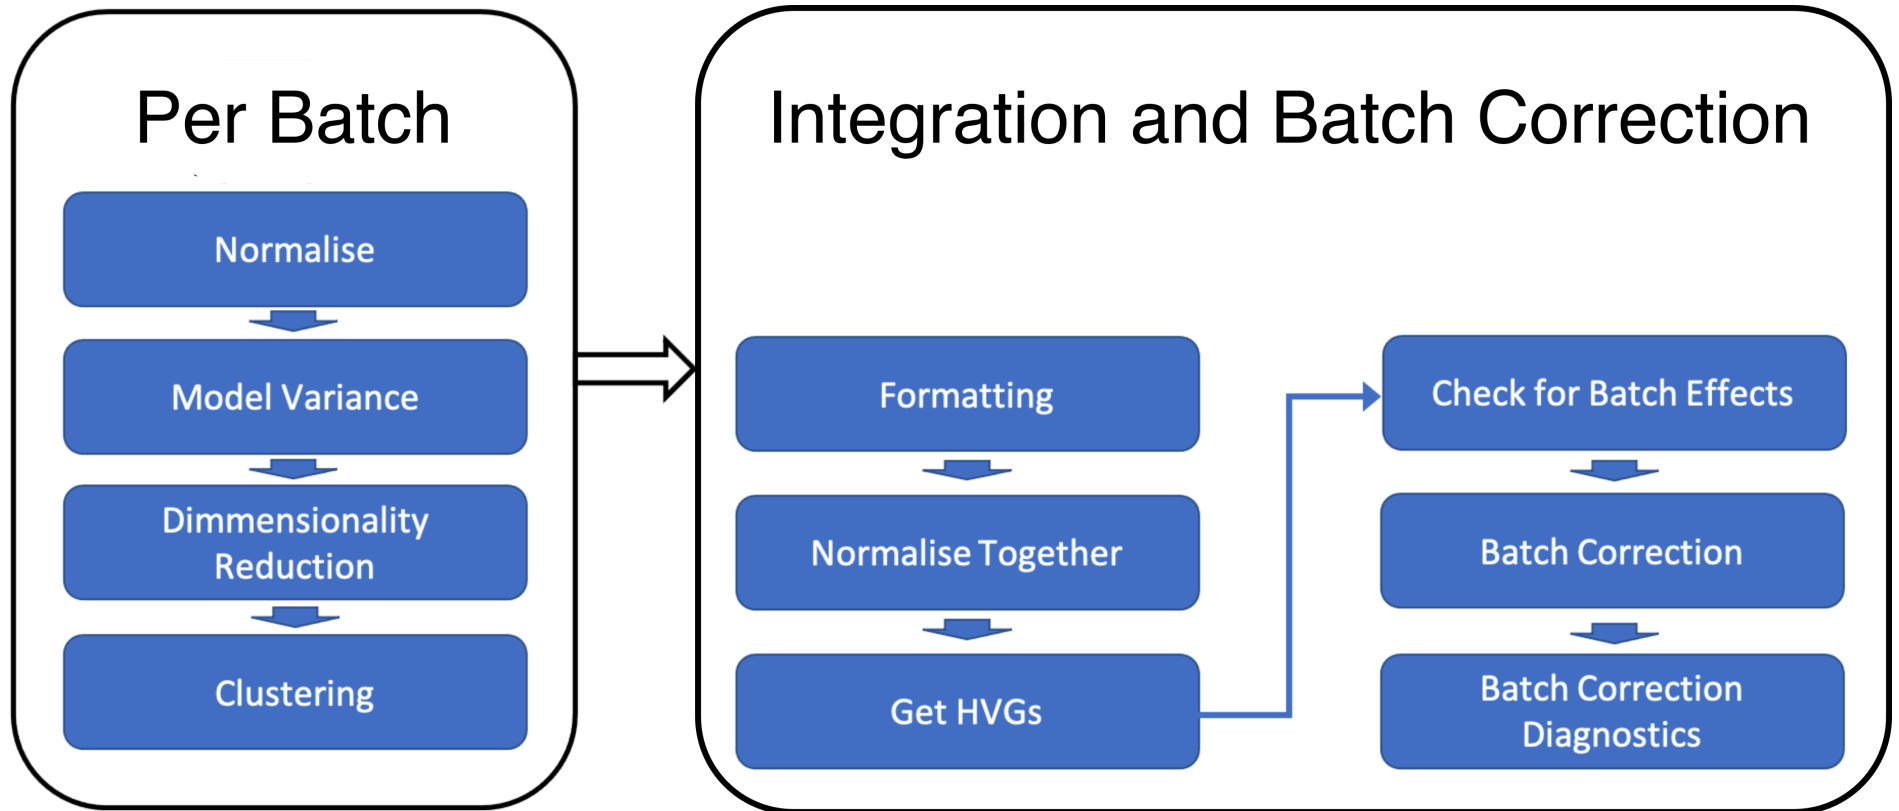 Per Batch
Normalise
Model Variance
Dimmensionality
Reduction
Clustering
Integration and Batch Correction
Formatting
Normalise Together
Get HVGs
Check for Batch Effects
Batch Correction
Batch Correction
Diagnostics